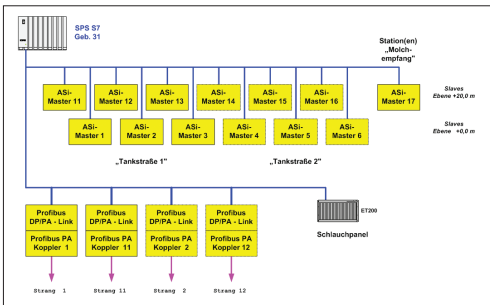 SPS S7
Geb. 31
Station(en)
„Molch-
empfang"
ASi-
Master 11
ASi-
Master 12
ASi-
Master 13
ASi-
Master 14
ASi-
Master 15
ASi-
Master 16
ASi-
Master 17
Slaves
Ebene +20,0 m
ASi-
Master 1
ASi-
Master 2
ASi-
Master 3
ASi-
Master 4
ASi-
Master 5
ASi-
Master 6
Slaves
Ebene +0,0 m
„Tankstraße 1"
„Tankstraße 2"
Profibus
DP/PA - Link
Profibus PA
Koppler 1
Profibus
DP/PA - Link
Profibus PA
Koppler 11
Profibus
DP/PA - Link
Profibus PA
Koppler 2
Profibus
DP/PA - Link
Profibus PA
Koppler 12
ET200
Schlauchpanel
Strang 1
Strang 11
Strang 2
Strang 12